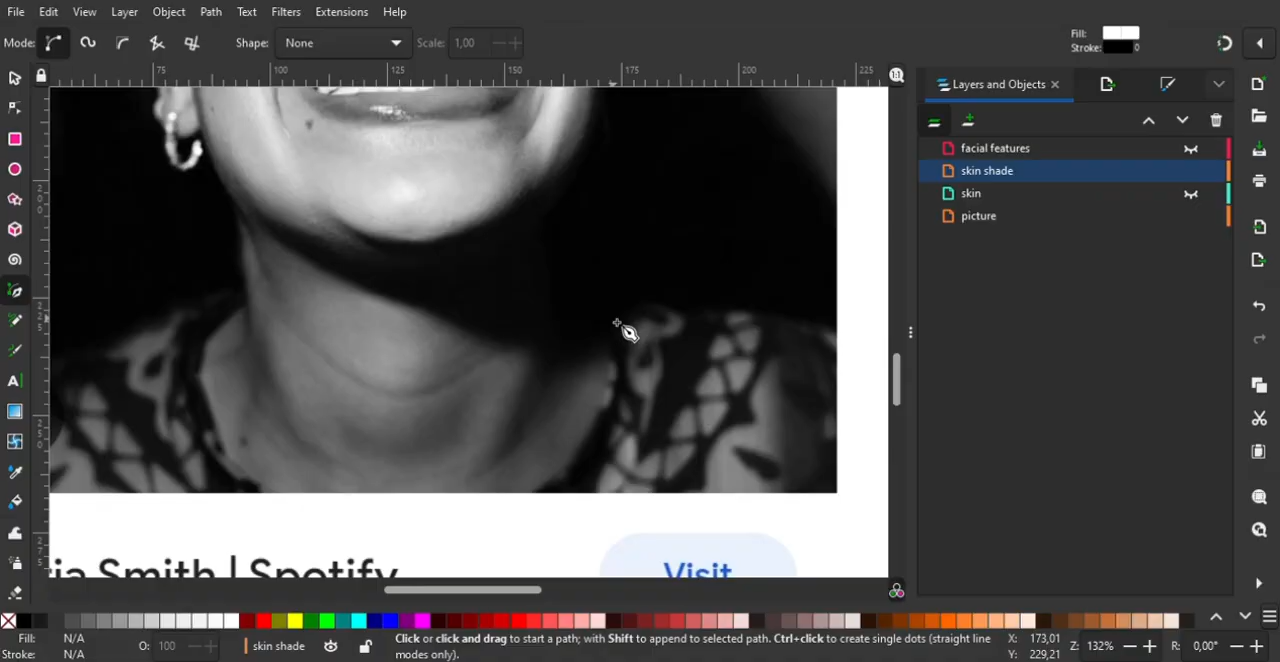 File Edit View Layer Object Path Text Filters Extensions Help
Mode: Shape: None Scale: 1,00 Fill: Stroke: 0
75 100 125 150 175 200 225
Layers and Objects
facial features
skin shade
skin
picture
ia Smith | Spotify
Visit
Fill: N/A
Stroke: N/A
O: 100
skin shade
Click or click and drag to start a path; with Shift to append to selected path. Ctrl+click to create single dots (straight line
modes only).
X: 173,01
Y: 229,21
Z: 132%
R: 0,00°